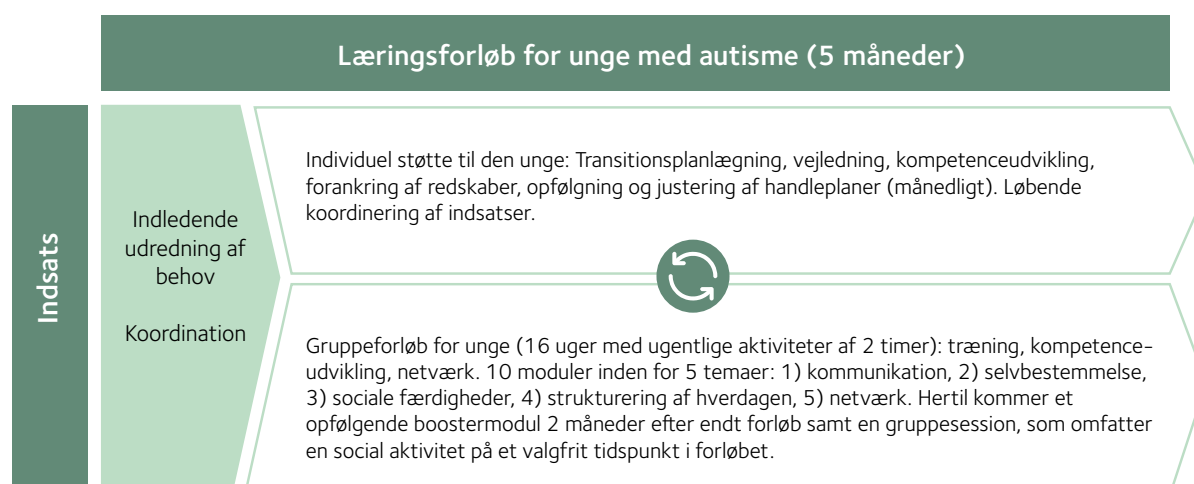 Læringsforløb for unge med autisme (5 måneder)
Indsats
Indledende
udredning af
behov
Koordination
Individuel støtte til den unge: Transitionsplanlægning, vejledning, kompetenceudvikling,
forankring af redskaber, opfølgning og justering af handleplaner (månedligt). Løbende
koordinering af indsatser.
Gruppeforløb for unge (16 uger med ugentlige aktiviteter af 2 timer): træning, kompetence-
udvikling, netværk. 10 moduler inden for 5 temaer: 1) kommunikation, 2) selvbestemmelse,
3) sociale færdigheder, 4) strukturering af hverdagen, 5) netværk. Hertil kommer et
opfølgende boostermodul 2 måneder efter endt forløb samt en gruppesession, som omfatter
en social aktivitet på et valgfrit tidspunkt i forløbet.